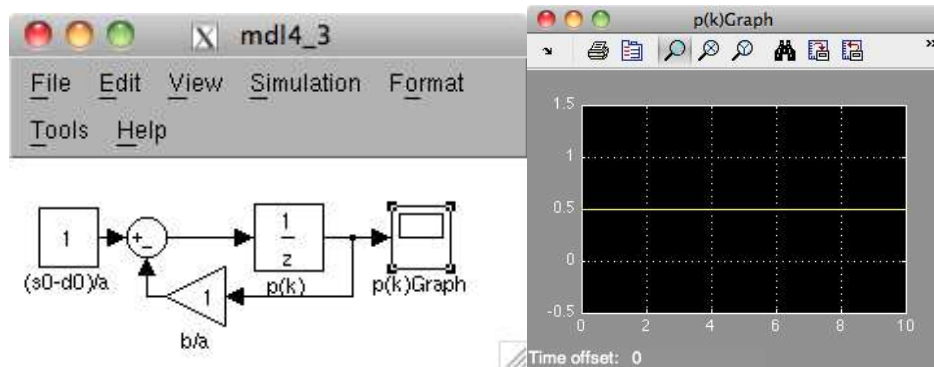 X mdl4_3
File Edit View Simulation Format
Tools Help
1
(s0-d0)/a
+
-
1
z
p(k)
p(k)Graph
1
b/a
p(k)Graph
»
1.5
1
0.5
0
-0.5
0 2 4 6 8 10
Time offset: 0